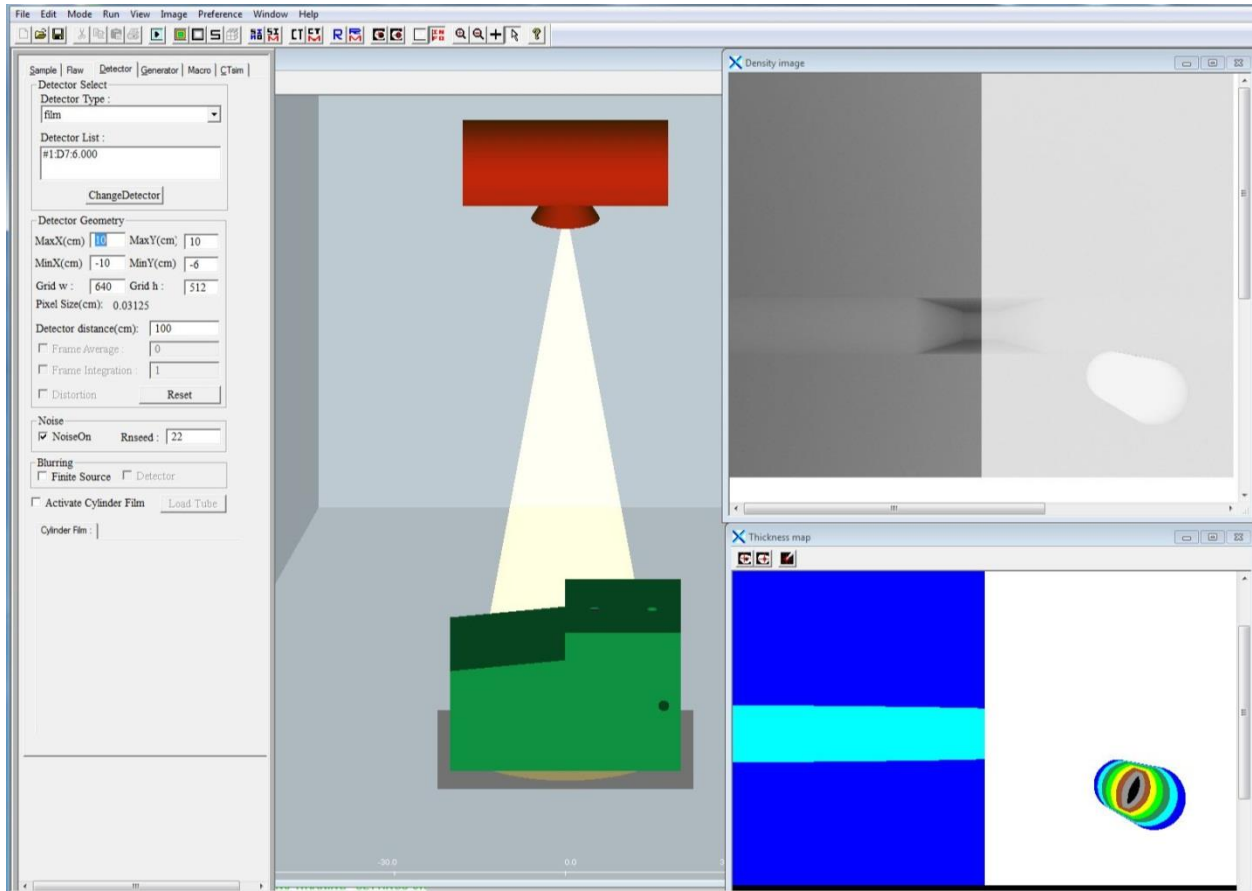 File Edit Mode Run View Image Preference Window Help
Sample Flaw Detector Generator Macro CTsim
Detector Select
Detector Type :
film
Detector List :
#1:D7:6.000
ChangeDetector
Detector Geometry
MaxX(cm) 10 MaxY(cm) 10
MinX(cm) -10 MinY(cm) -6
Grid w : 640 Grid h : 512
Pixel Size(cm): 0.03125
Detector distance(cm): 100
Frame Average : 0
Frame Integration : 1
Distortion Reset
Noise
NoiseOn Rnseed : 22
Blurring
Finite Source Detector
Activate Cylinder Film Load Tube
Cylinder Film :
Density image
Thickness map
-30.0 0.0